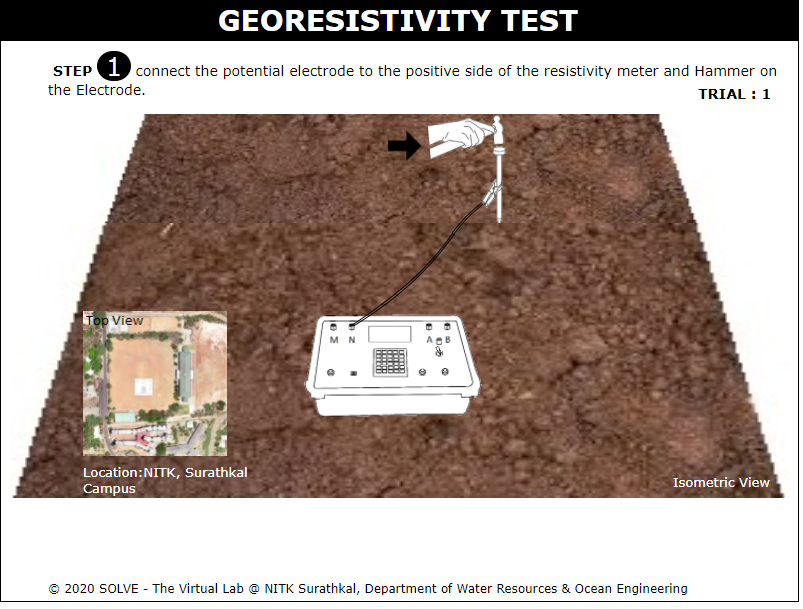 GEORESISTIVITY TEST
STEP 1 connect the potential electrode to the positive side of the resistivity meter and Hammer on
the Electrode.
TRIAL : 1
Top View
M N A B
Location:NITK, Surathkal
Campus
Isometric View
© 2020 SOLVE - The Virtual Lab @ NITK Surathkal, Department of Water Resources & Ocean Engineering